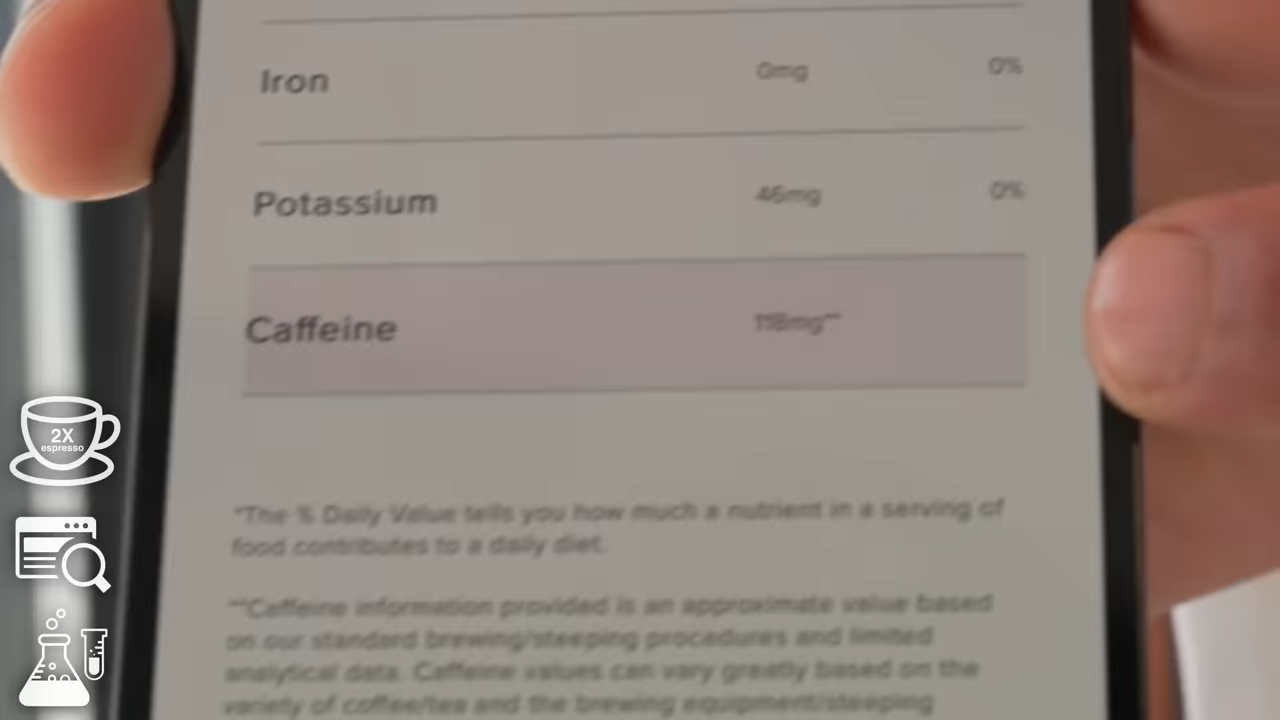 Iron 0mg 0%
Potassium 46mg 0%
Caffeine 118mg**
2X
espresso
*The % Daily Value tells you how much a nutrient in a serving of
food contributes to a daily diet.
**Caffeine information provided is an approximate value based
on our standard brewing/steeping procedures and limited
analytical data. Caffeine values can vary greatly based on the
variety of coffee/tea and the brewing equipment/steeping